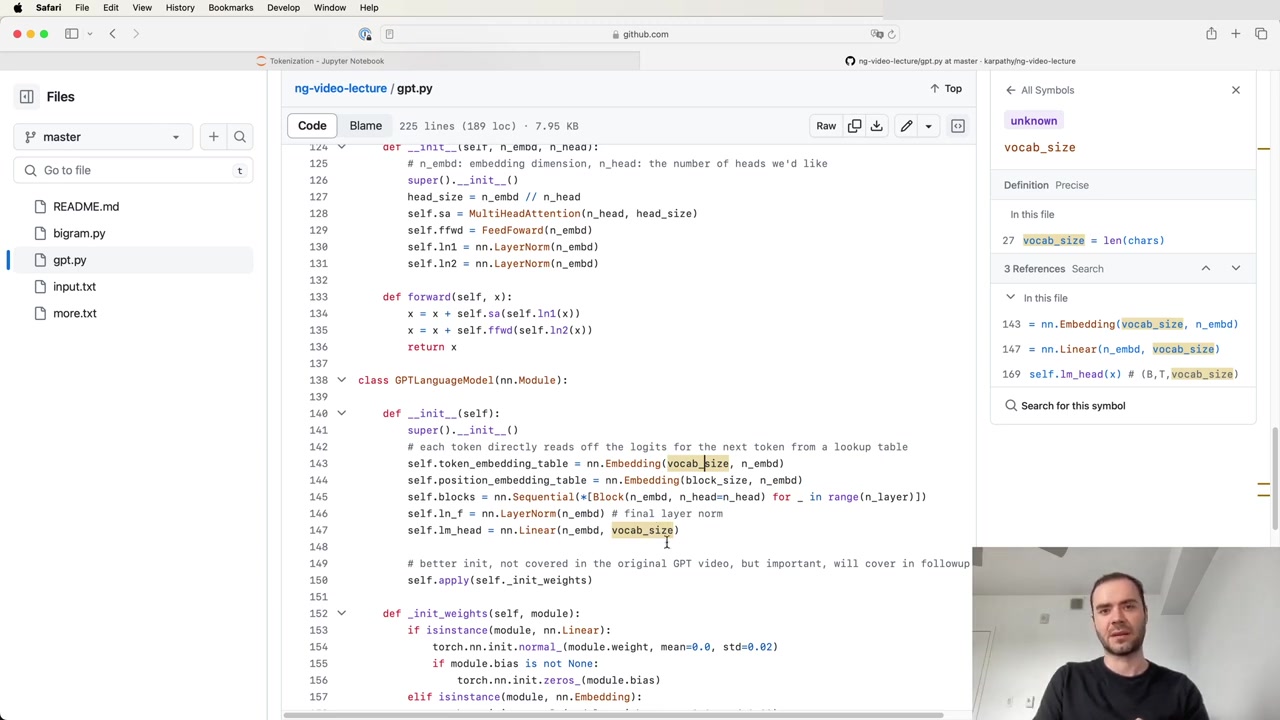 Safari File Edit View History Bookmarks Develop Window Help
github.com
Tokenization - Jupyter Notebook
ng-video-lecture/gpt.py at master · karpathy/ng-video-lecture
Files
master
Go to file t
README.md
bigram.py
gpt.py
input.txt
more.txt
ng-video-lecture / gpt.py
Top
Code Blame 225 lines (189 loc) · 7.95 KB
Raw
124 def __init__(self, n_embd, n_head):
125 # n_embd: embedding dimension, n_head: the number of heads we'd like
126 super().__init__()
127 head_size = n_embd // n_head
128 self.sa = MultiHeadAttention(n_head, head_size)
129 self.ffwd = FeedFoward(n_embd)
130 self.ln1 = nn.LayerNorm(n_embd)
131 self.ln2 = nn.LayerNorm(n_embd)
132
133 def forward(self, x):
134 x = x + self.sa(self.ln1(x))
135 x = x + self.ffwd(self.ln2(x))
136 return x
137
138 class GPTLanguageModel(nn.Module):
139
140 def __init__(self):
141 super().__init__()
142 # each token directly reads off the logits for the next token from a lookup table
143 self.token_embedding_table = nn.Embedding(vocab_size, n_embd)
144 self.position_embedding_table = nn.Embedding(block_size, n_embd)
145 self.blocks = nn.Sequential(*[Block(n_embd, n_head=n_head) for _ in range(n_layer)])
146 self.ln_f = nn.LayerNorm(n_embd) # final layer norm
147 self.lm_head = nn.Linear(n_embd, vocab_size)
148
149 # better init, not covered in the original GPT video, but important, will cover in followup
150 self.apply(self._init_weights)
151
152 def _init_weights(self, module):
153 if isinstance(module, nn.Linear):
154 torch.nn.init.normal_(module.weight, mean=0.0, std=0.02)
155 if module.bias is not None:
156 torch.nn.init.zeros_(module.bias)
157 elif isinstance(module, nn.Embedding):
All Symbols
unknown
vocab_size
Definition Precise
In this file
27 vocab_size = len(chars)
3 References Search
In this file
143 = nn.Embedding(vocab_size, n_embd)
147 = nn.Linear(n_embd, vocab_size)
169 self.lm_head(x) # (B,T,vocab_size)
Search for this symbol